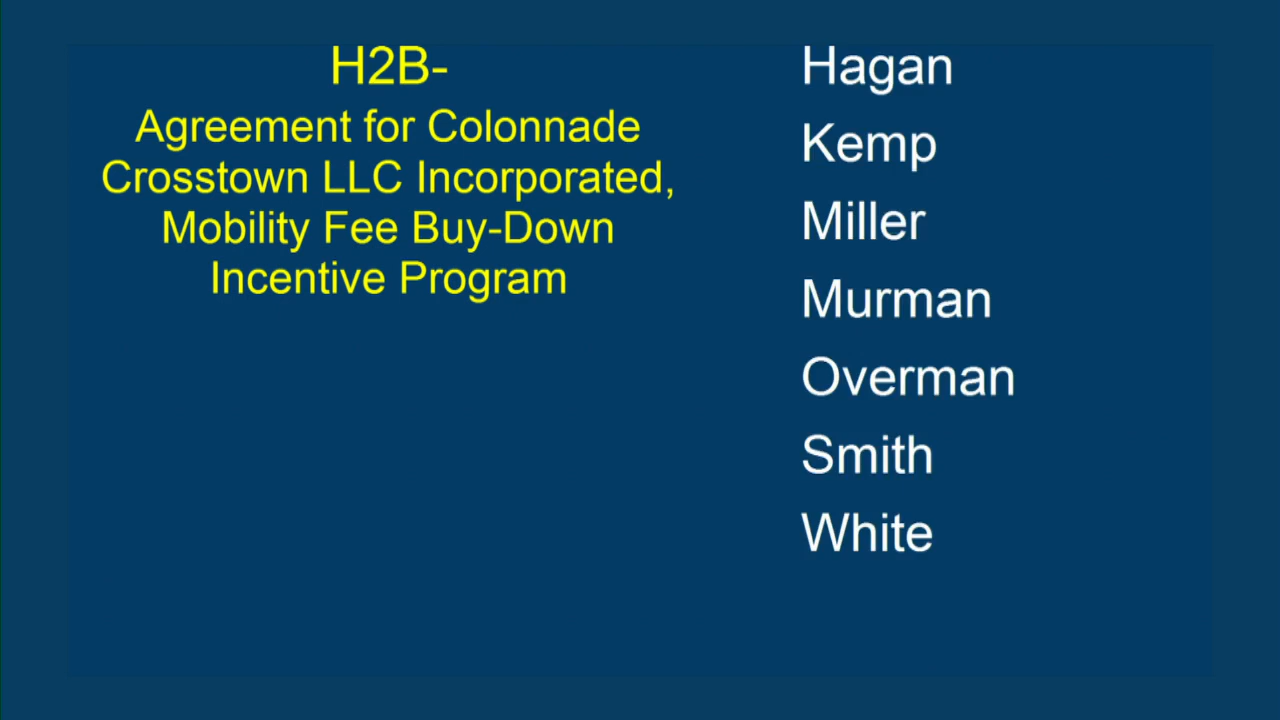 H2B-
Agreement for Colonnade
Crosstown LLC Incorporated,
Mobility Fee Buy-Down
Incentive Program
Hagan
Kemp
Miller
Murman
Overman
Smith
White